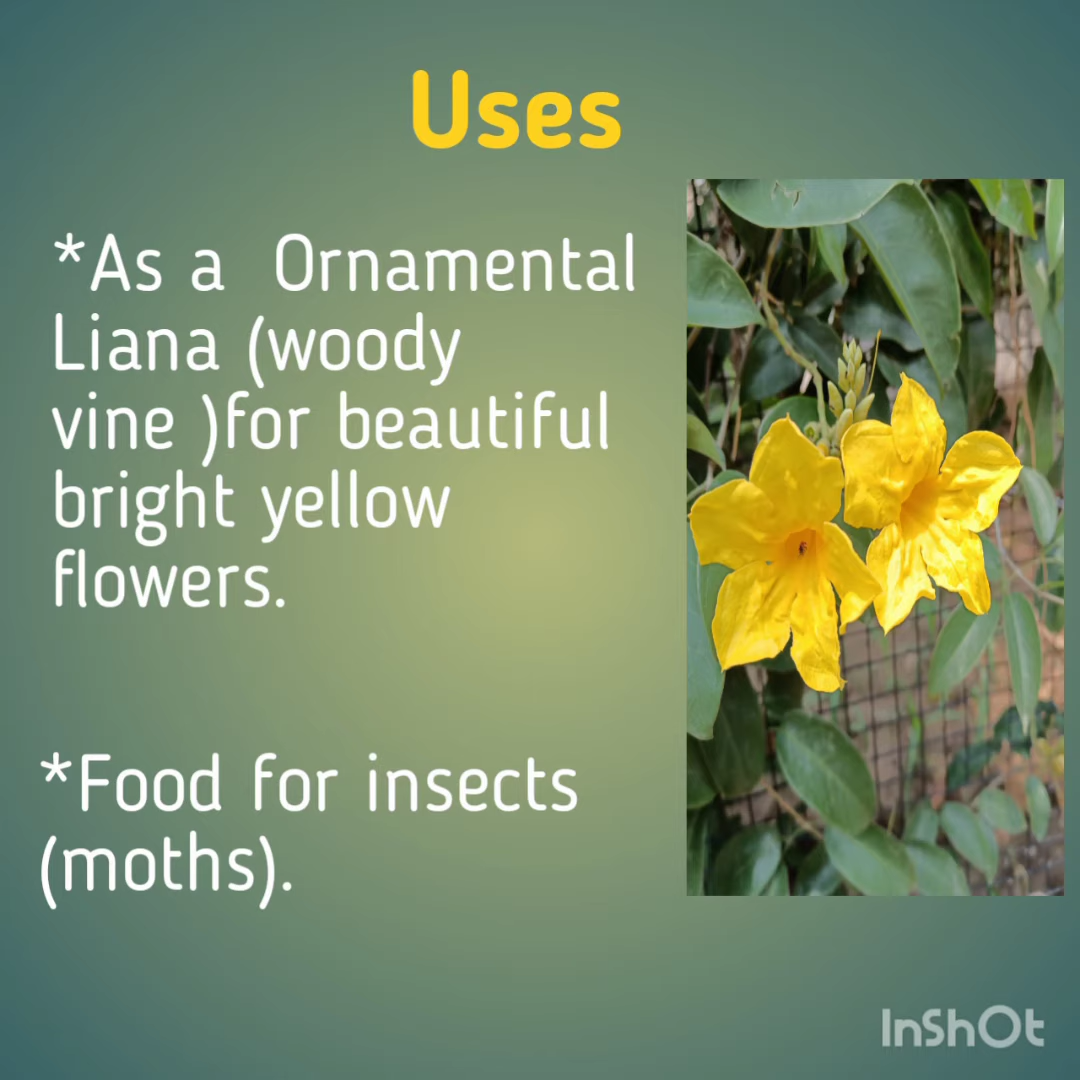 Uses
*As a  Ornamental
Liana (woody
vine )for beautiful
bright yellow
flowers.
*Food for insects
(moths).
InShOt